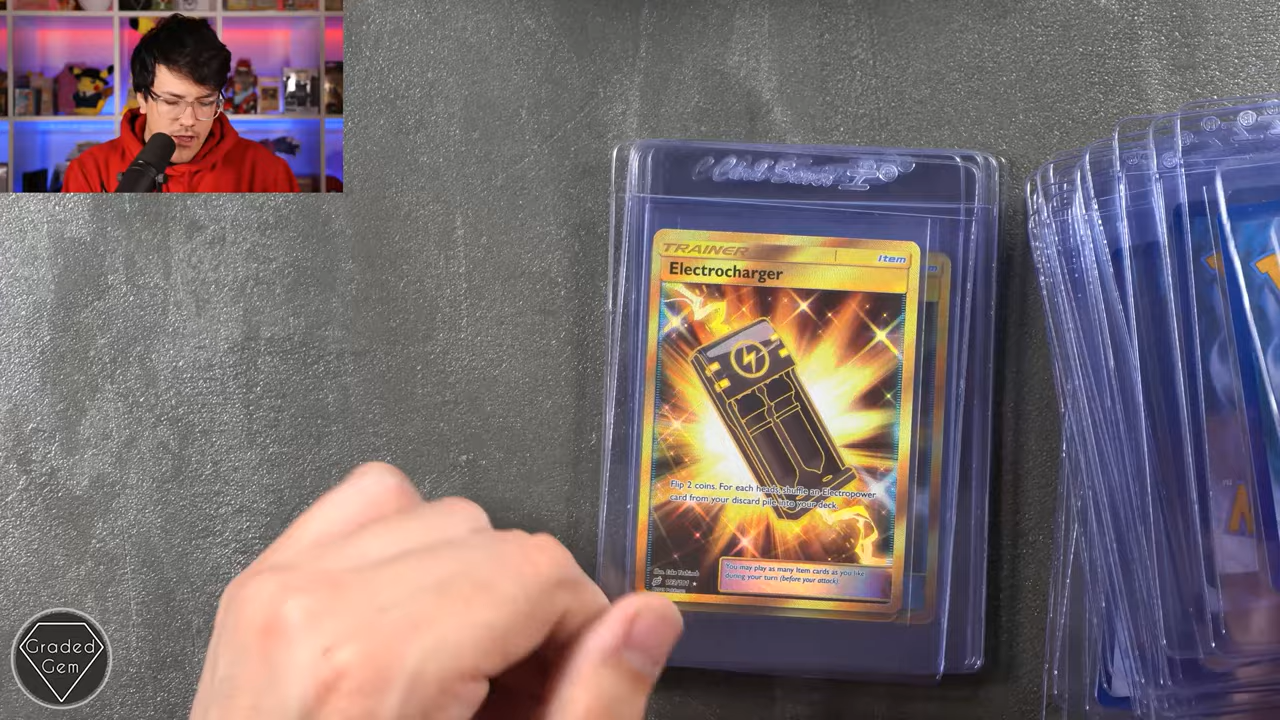 TRAINER
Item
Electrocharger
Flip 2 coins. For each heads, shuffle an Electropower
card from your discard pile into your deck.
You may play as many Item cards as you like
during your turn (before your attack).
Graded
Gem